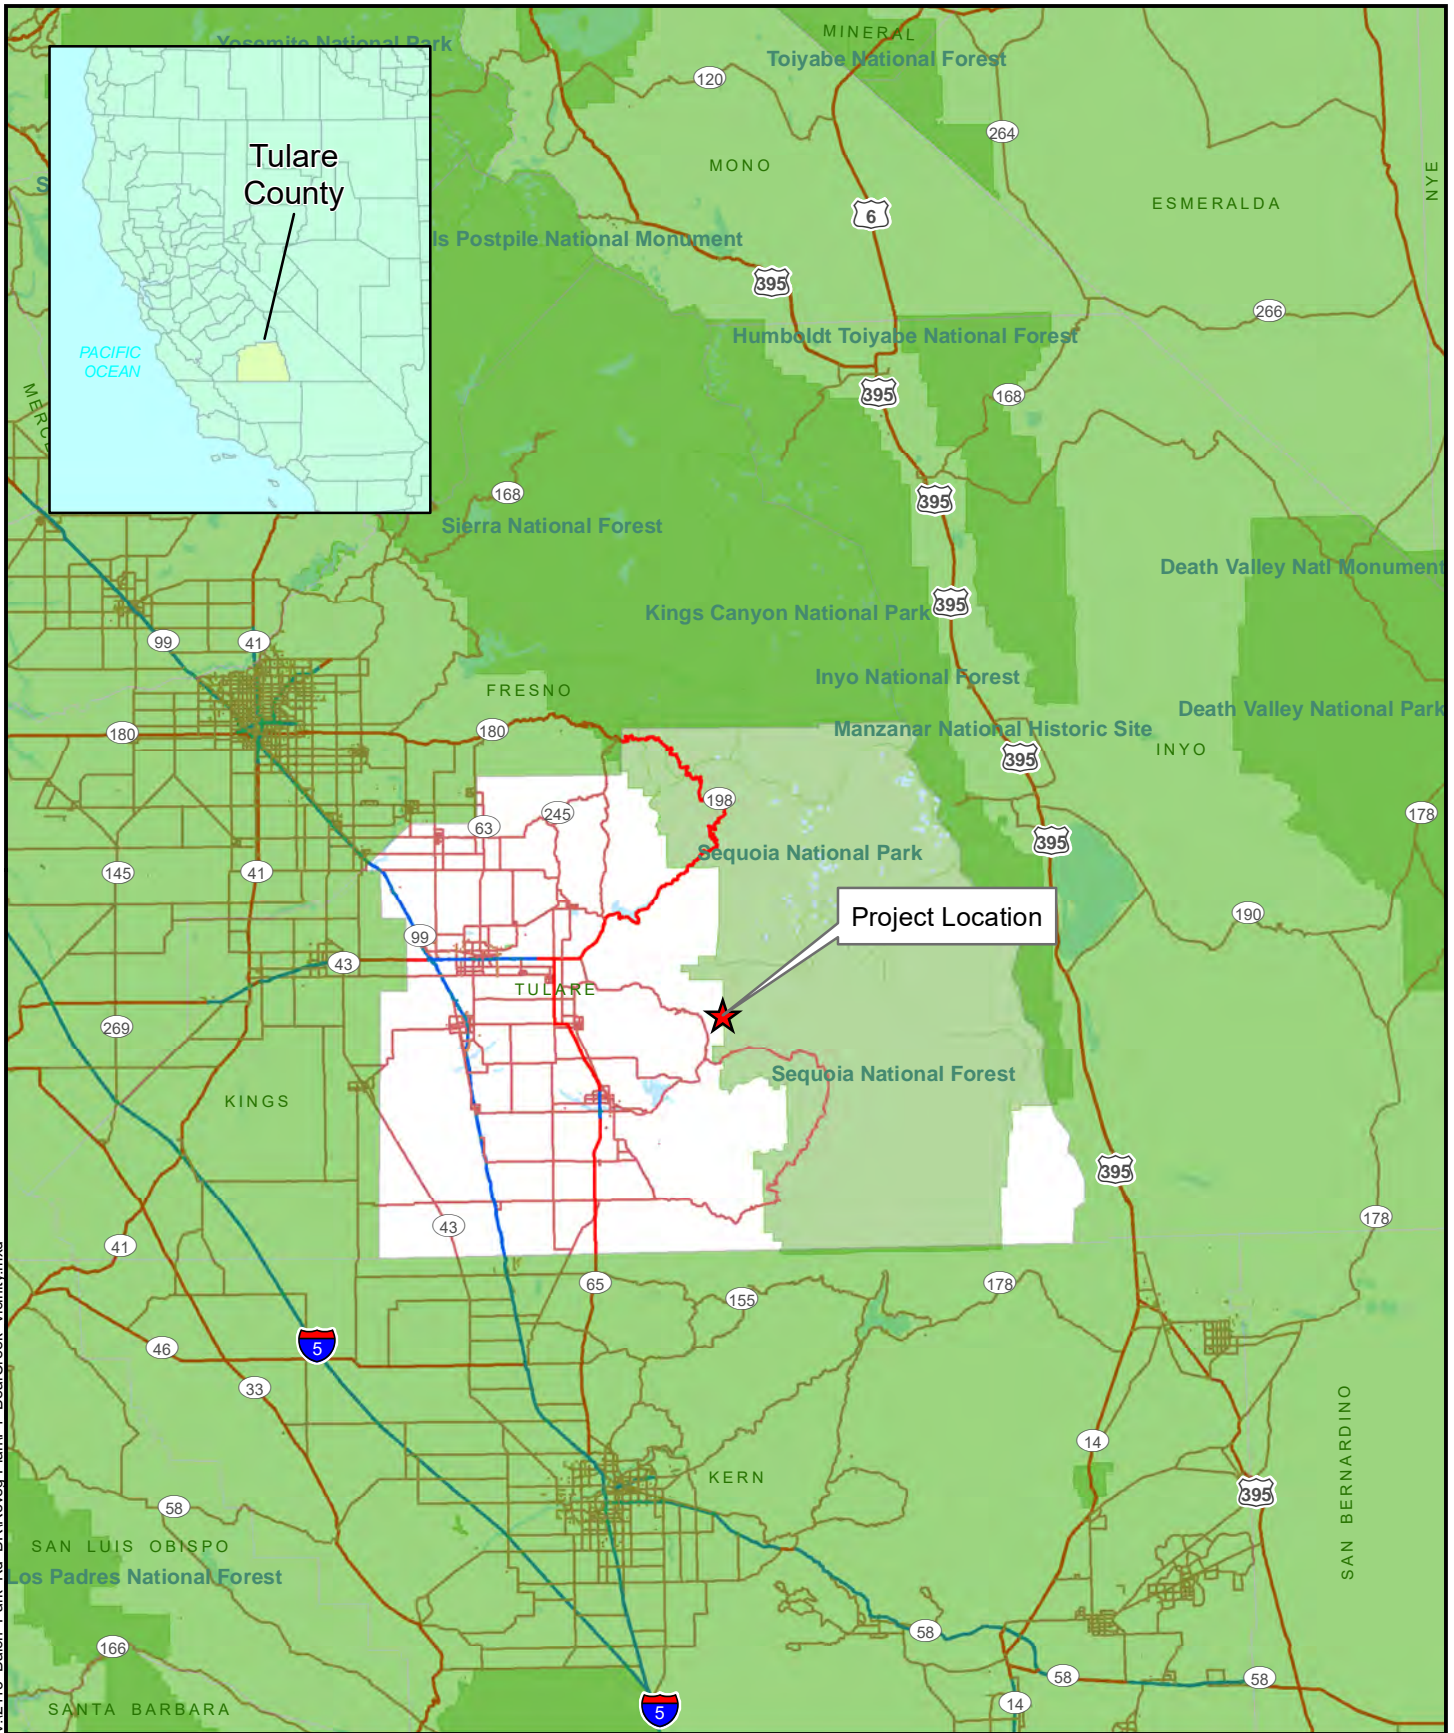 Yosemite National Park
MINERAL
Toiyabe National Forest
120
264
Tulare
County
MONO
NYE
ESMERALDA
6
ls Postpile National Monument
395
266
Humboldt Toiyabe National Forest
PACIFIC
OCEAN
395
168
168
395
Sierra National Forest
Death Valley Natl Monument
Kings Canyon National Park
395
99
41
Inyo National Forest
FRESNO
Death Valley National Park
180
180
Manzanar National Historic Site
INYO
395
198
245
63
178
395
Sequoia National Park
145
41
190
Project Location
99
43
TULARE
269
Sequoia National Forest
KINGS
395
43
41
178
65
178
155
5
46
33
14
SAN BERNARDINO
KERN
395
58
SAN LUIS OBISPO
Los Padres National Forest
58
166
58
58
14
SANTA BARBARA
5